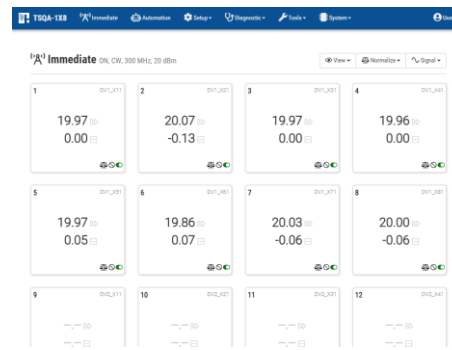 TSQA-1X8 Immediate Automation Setup Diagnostic Tools System
Immediate ON, CW, 300 MHz, 20 dBm View Normalize Signal
1 DV1_X11 2 DV1_X21 3 DV1_X31 4 DV1_X41
19.97 20.07 19.97 19.96
0.00 -0.13 0.00 0.00
5 DV1_X51 6 DV1_X61 7 DV1_X71 8 DV1_X81
19.97 19.86 20.03 20.00
0.05 0.07 -0.06 -0.06
9 DV2_X11 10 DV2_X21 11 DV2_X31 12 DV2_X41
--.-- --.-- --.-- --.--
--.-- --.-- --.-- --.--